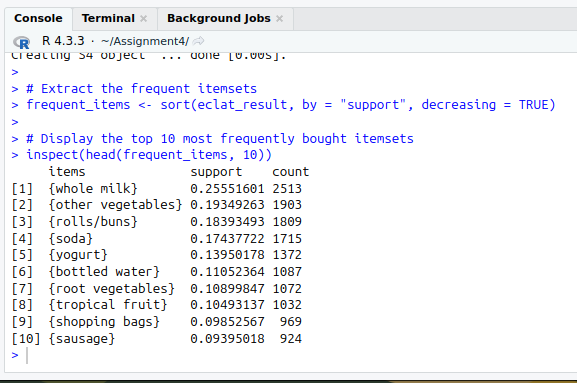 Console Terminal × Background Jobs ×
R R 4.3.3 · ~/Assignment4/
Creating S4 object ... done [0.00s].
>
> # Extract the frequent itemsets
> frequent_items <- sort(eclat_result, by = "support", decreasing = TRUE)
>
> # Display the top 10 most frequently bought itemsets
> inspect(head(frequent_items, 10))
     items              support    count
[1]  {whole milk}       0.25551601 2513
[2]  {other vegetables} 0.19349263 1903
[3]  {rolls/buns}       0.18393493 1809
[4]  {soda}             0.17437722 1715
[5]  {yogurt}           0.13950178 1372
[6]  {bottled water}    0.11052364 1087
[7]  {root vegetables}  0.10899847 1072
[8]  {tropical fruit}   0.10493137 1032
[9]  {shopping bags}    0.09852567  969
[10] {sausage}          0.09395018  924
>